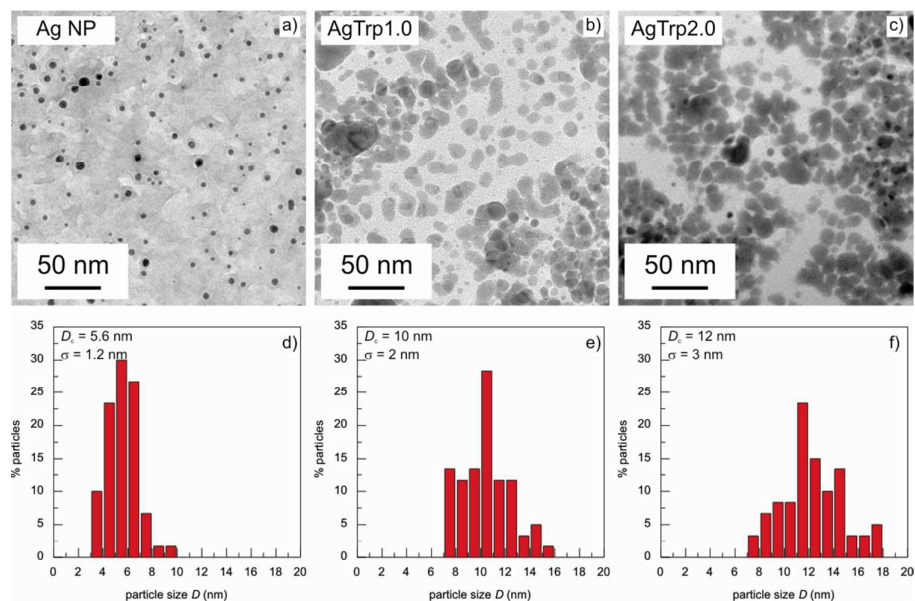 Ag NP
a)
AgTrp1.0
b)
AgTrp2.0
c)
50 nm
50 nm
50 nm
35
30
25
20
15
10
5
0
% particles
Dc = 5.6 nm
σ = 1.2 nm
d)
0 2 4 6 8 10 12 14 16 18 20
particle size D (nm)
35
30
25
20
15
10
5
0
% particles
Dc = 10 nm
σ = 2 nm
e)
0 2 4 6 8 10 12 14 16 18 20
particle size D (nm)
35
30
25
20
15
10
5
0
% particles
Dc = 12 nm
σ = 3 nm
f)
0 2 4 6 8 10 12 14 16 18 20
particle size D (nm)